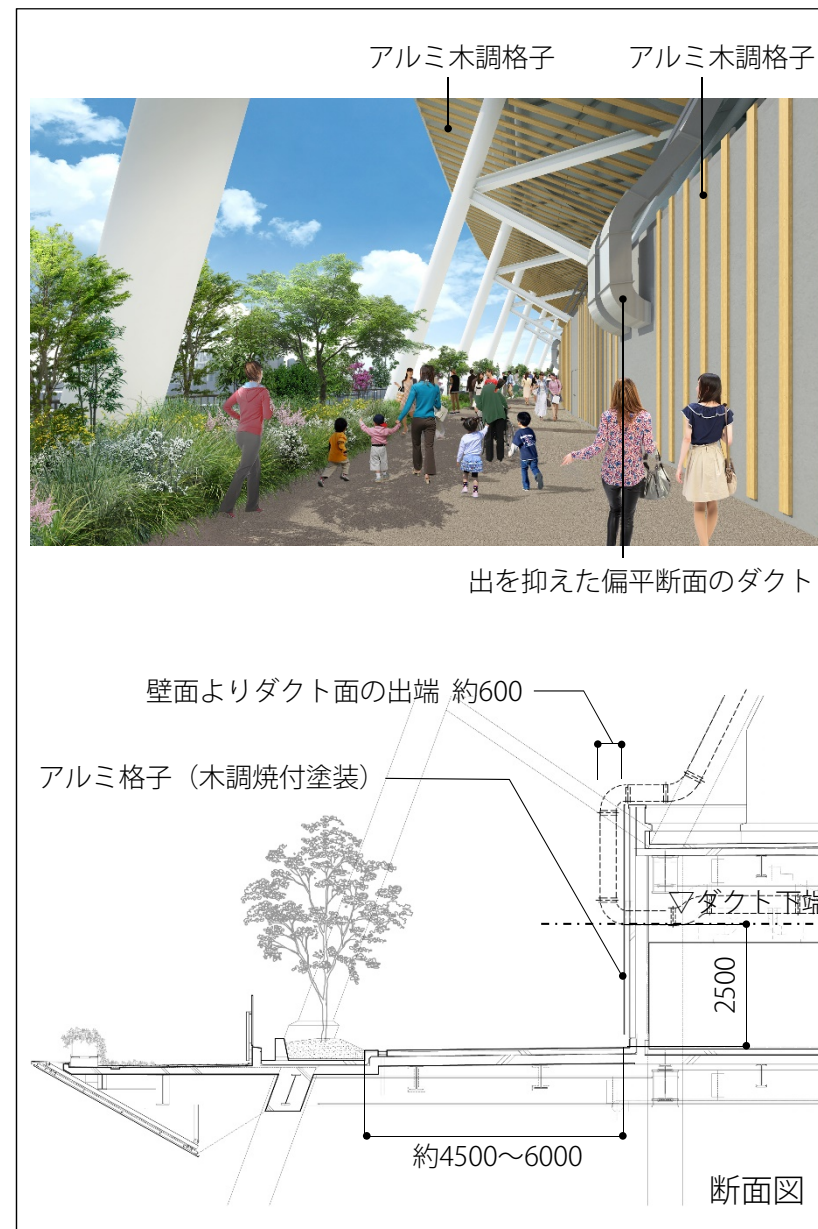 アルミ木調格子
アルミ木調格子
出を抑えた偏平断面のダクト
壁面よりダクト面の出端 約600
アルミ格子（木調焼付塗装）
▽ダクト下端
2500
約4500～6000
断面図